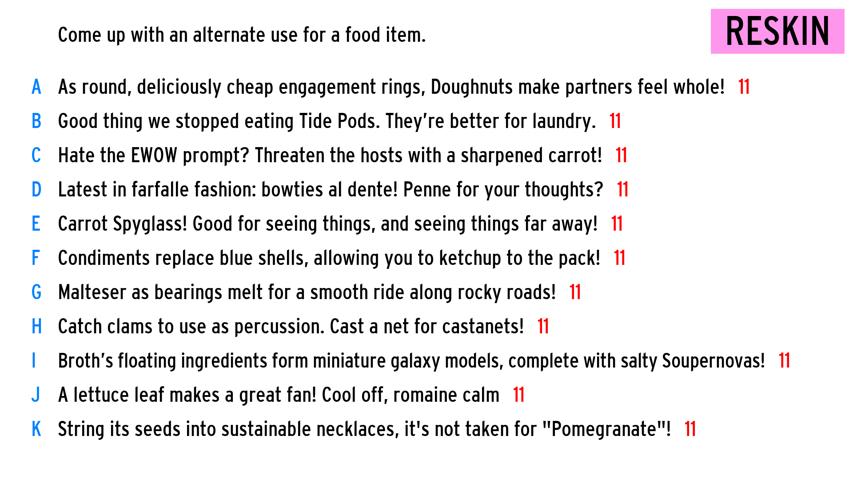 Come up with an alternate use for a food item.
RESKIN
A As round, deliciously cheap engagement rings, Doughnuts make partners feel whole! 11
B Good thing we stopped eating Tide Pods. They’re better for laundry. 11
C Hate the EWOW prompt? Threaten the hosts with a sharpened carrot! 11
D Latest in farfalle fashion: bowties al dente! Penne for your thoughts? 11
E Carrot Spyglass! Good for seeing things, and seeing things far away! 11
F Condiments replace blue shells, allowing you to ketchup to the pack! 11
G Malteser as bearings melt for a smooth ride along rocky roads! 11
H Catch clams to use as percussion. Cast a net for castanets! 11
I Broth’s floating ingredients form miniature galaxy models, complete with salty Soupernovas! 11
J A lettuce leaf makes a great fan! Cool off, romaine calm 11
K String its seeds into sustainable necklaces, it's not taken for "Pomegranate"! 11